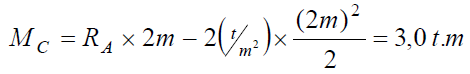 M_C = R_A × 2m − 2(t/m²) × (2m)²/2 = 3,0 t.m